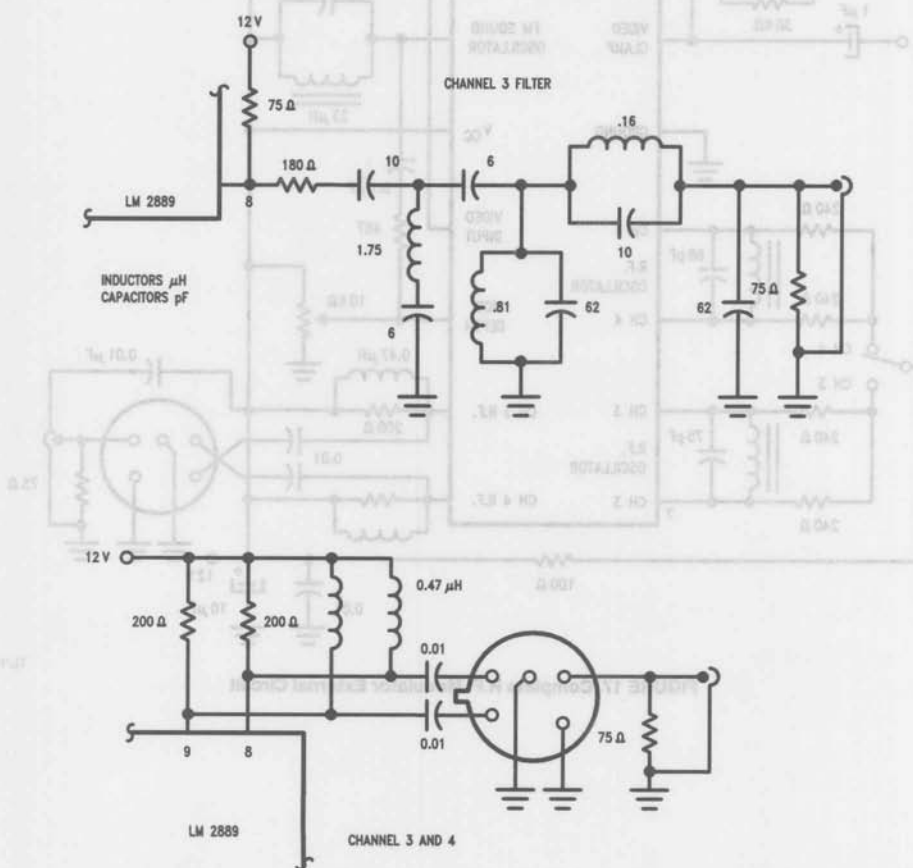 12 V
CHANNEL 3 FILTER
75 Ω
.16
180 Ω
10
6
8
LM 2889
1.75
10
INDUCTORS μH
CAPACITORS pF
.81
62
62
75 Ω
6
12 V
0.47 μH
200 Ω
200 Ω
0.01
0.01
75 Ω
9
8
LM 2889
CHANNEL 3 AND 4